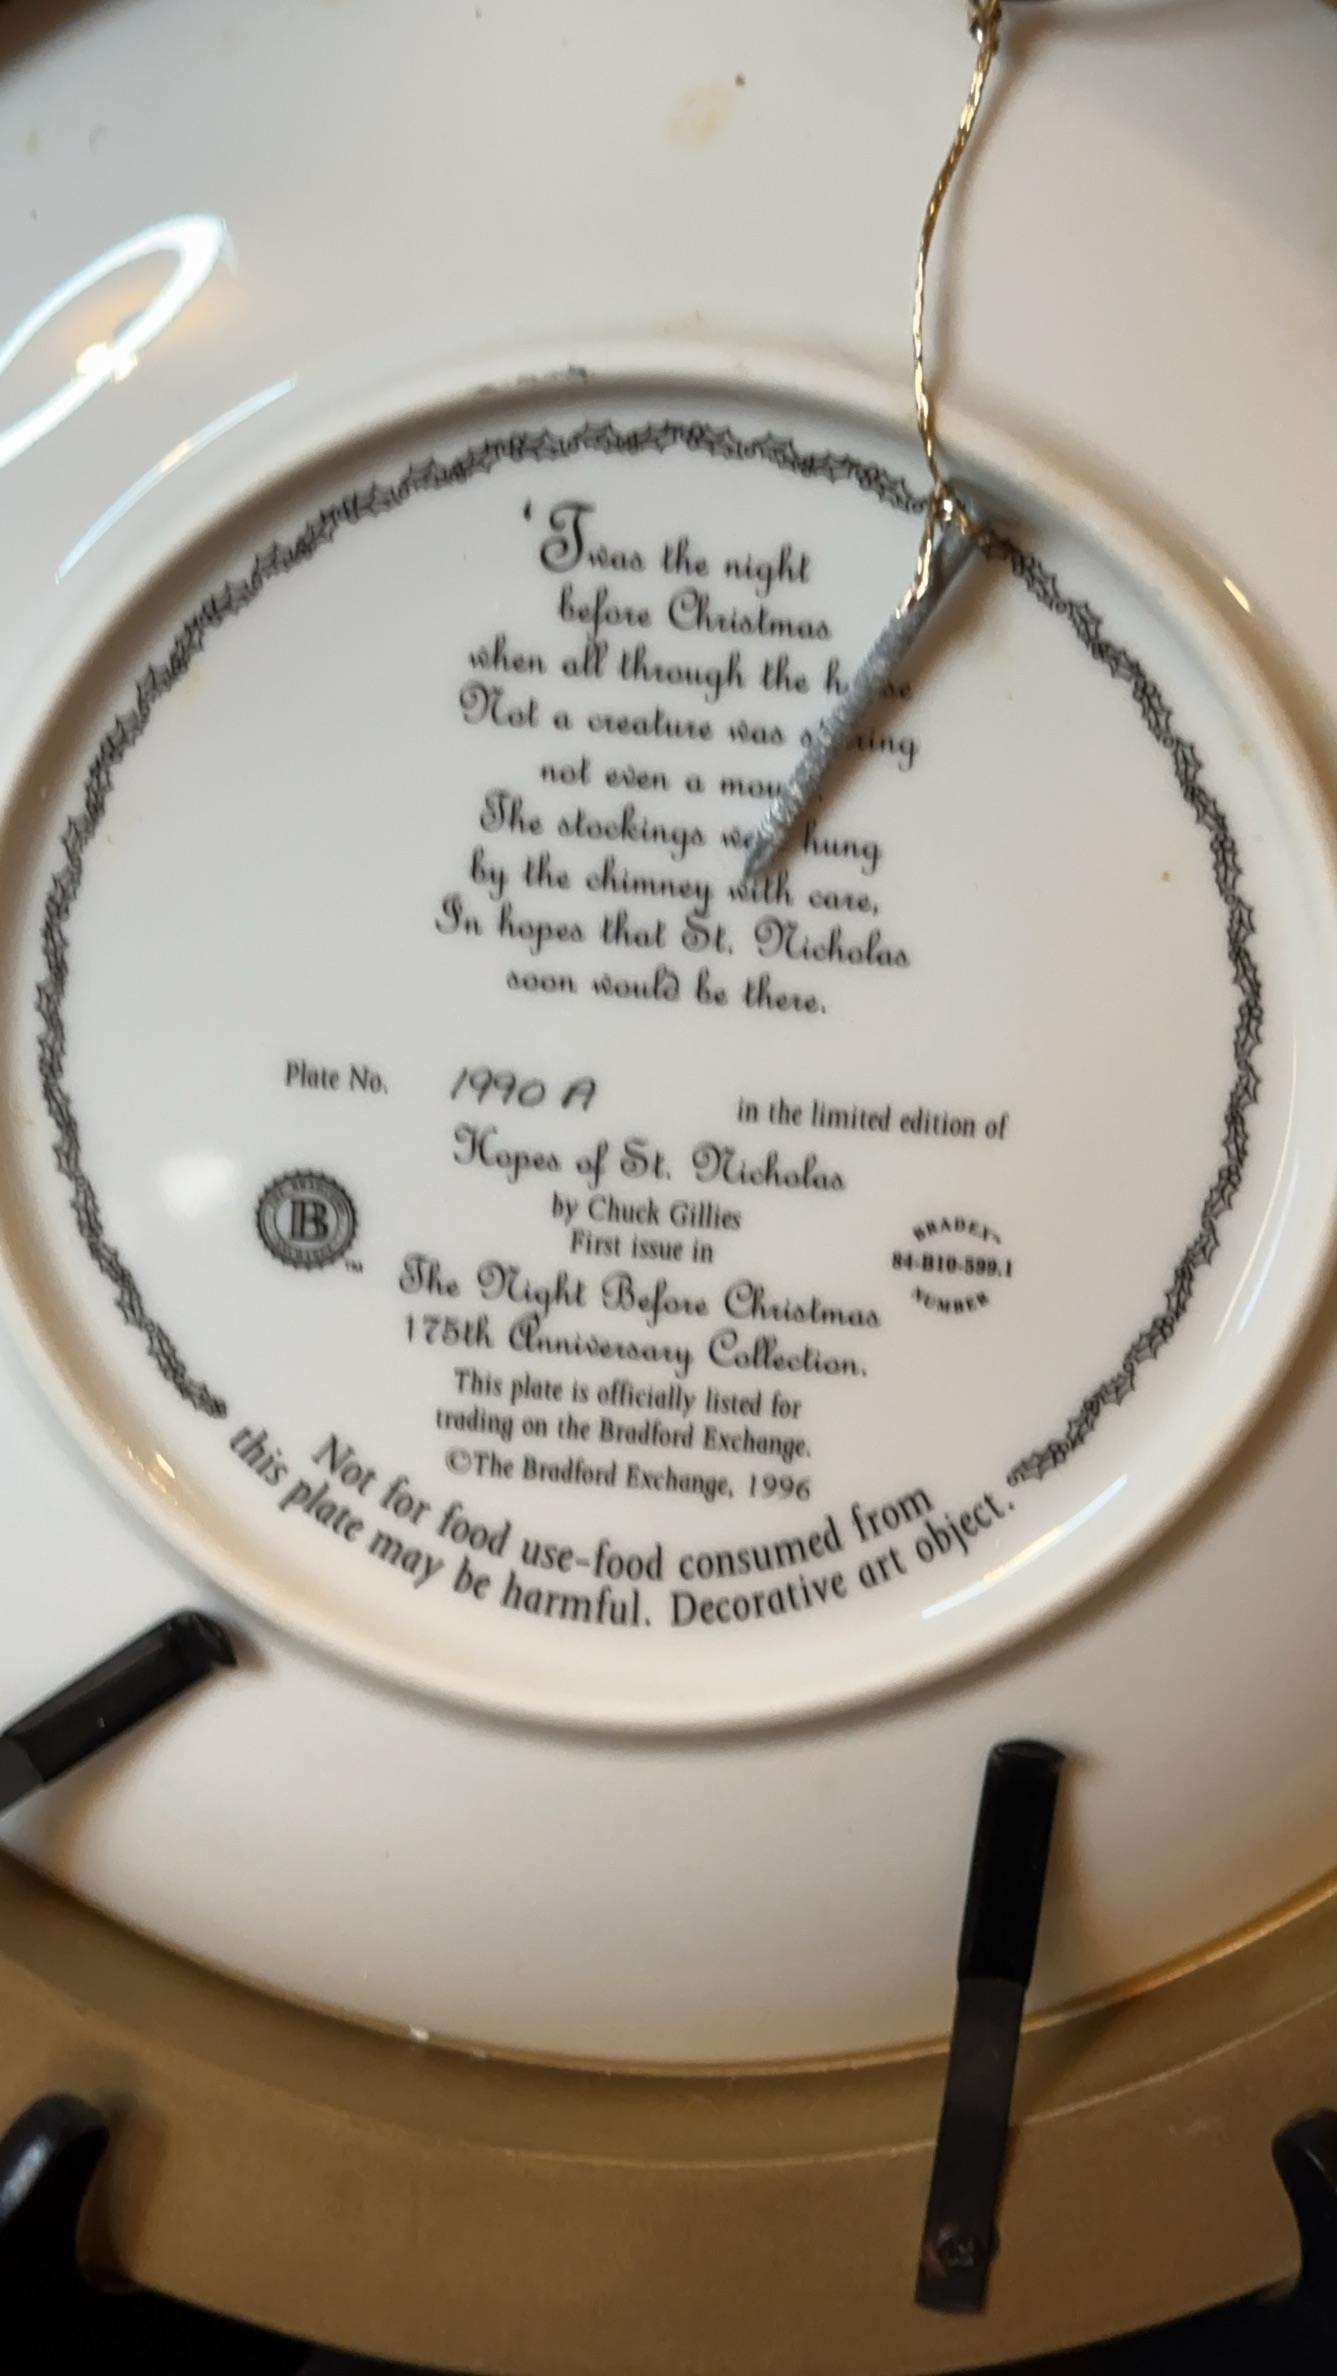 'Twas the night
before Christmas
when all through the
Not a creature was
not even a
The stockings hung
by the chimney with care,
In hopes that St. Nicholas
soon would be there.
Plate No. 1990 A in the limited edition of
Hopes of St. Nicholas
by Chuck Gillies
First issue in
The Night Before Christmas
175th Anniversary Collection.
This plate is officially listed for
trading on the Bradford Exchange.
©The Bradford Exchange, 1996
B
TM
BRADEX
84-B10-599.1
NUMBER
Not for food use-food consumed from
this plate may be harmful. Decorative art object.